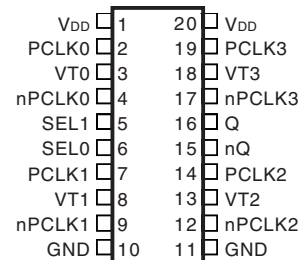 VDD 1 20 VDD
PCLK0 2 19 PCLK3
VT0 3 18 VT3
nPCLK0 4 17 nPCLK3
SEL1 5 16 Q
SEL0 6 15 nQ
PCLK1 7 14 PCLK2
VT1 8 13 VT2
nPCLK1 9 12 nPCLK2
GND 10 11 GND